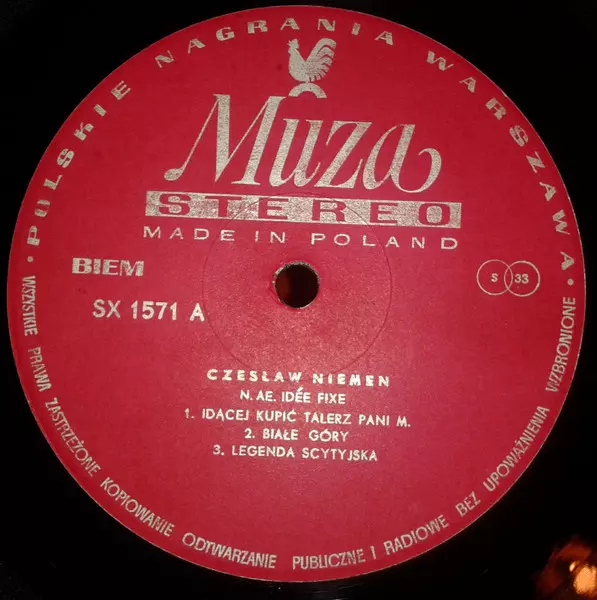 • POLSKIE NAGRANIA WARSZAWA •
Muza
STEREO
MADE IN POLAND
BIEM
S 33
SX 1571 A
CZESŁAW NIEMEN
N. AE. IDÉE FIXE
1. IDĄCEJ KUPIĆ TALERZ PANI M.
2. BIAŁE GÓRY
3. LEGENDA SCYTYJSKA
WSZYSTKIE PRAWA ZASTRZEŻONE KOPIOWANIE ODTWARZANIE PUBLICZNE I RADIOWE BEZ UPOWAŻNIENIA WZBRONIONE